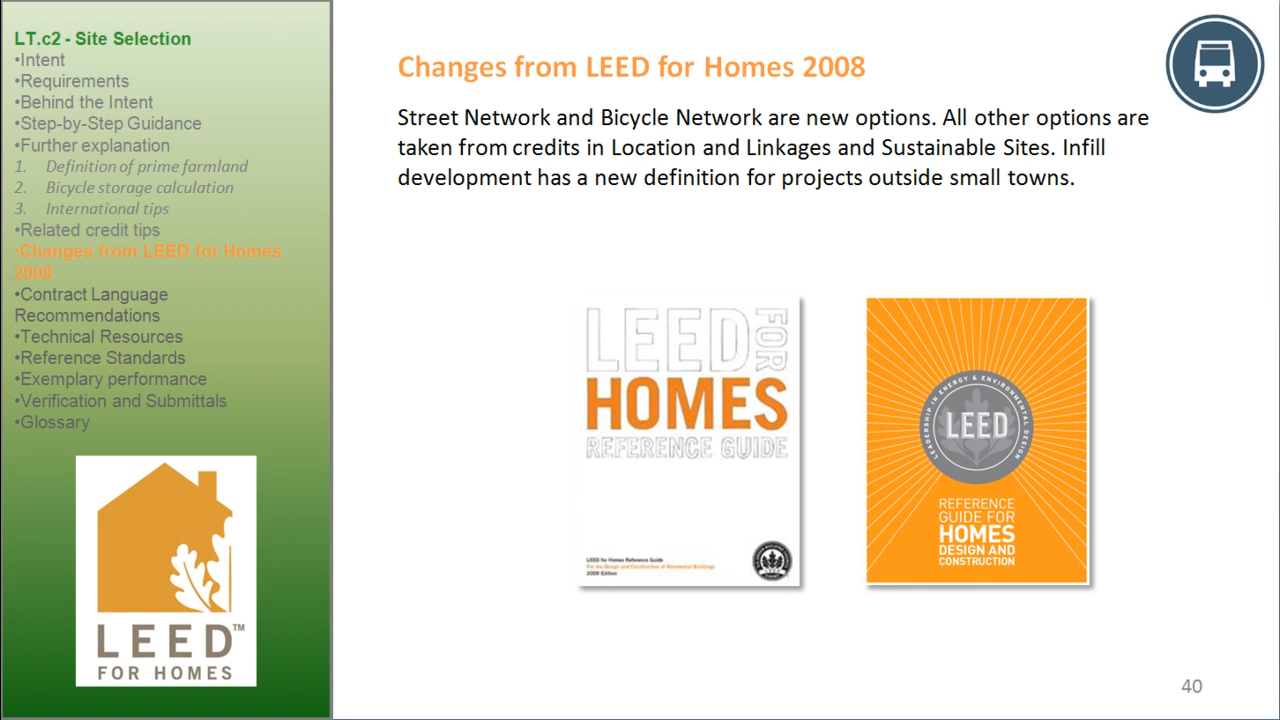 LT.c2 - Site Selection
•Intent
•Requirements
•Behind the Intent
•Step-by-Step Guidance
•Further explanation
1. Definition of prime farmland
2. Bicycle storage calculation
3. International tips
•Related credit tips
•Changes from LEED for Homes
2008
•Contract Language
Recommendations
•Technical Resources
•Reference Standards
•Exemplary performance
•Verification and Submittals
•Glossary
LEED™
FOR HOMES
Changes from LEED for Homes 2008
Street Network and Bicycle Network are new options. All other options are
taken from credits in Location and Linkages and Sustainable Sites. Infill
development has a new definition for projects outside small towns.
LEED FOR
HOMES
REFERENCE GUIDE
LEED for Homes Reference Guide
For the Design and Construction of Residential Buildings
2008 Edition
LEADERSHIP IN ENERGY & ENVIRONMENTAL DESIGN
LEED
REFERENCE
GUIDE FOR
HOMES
DESIGN AND
CONSTRUCTION
40